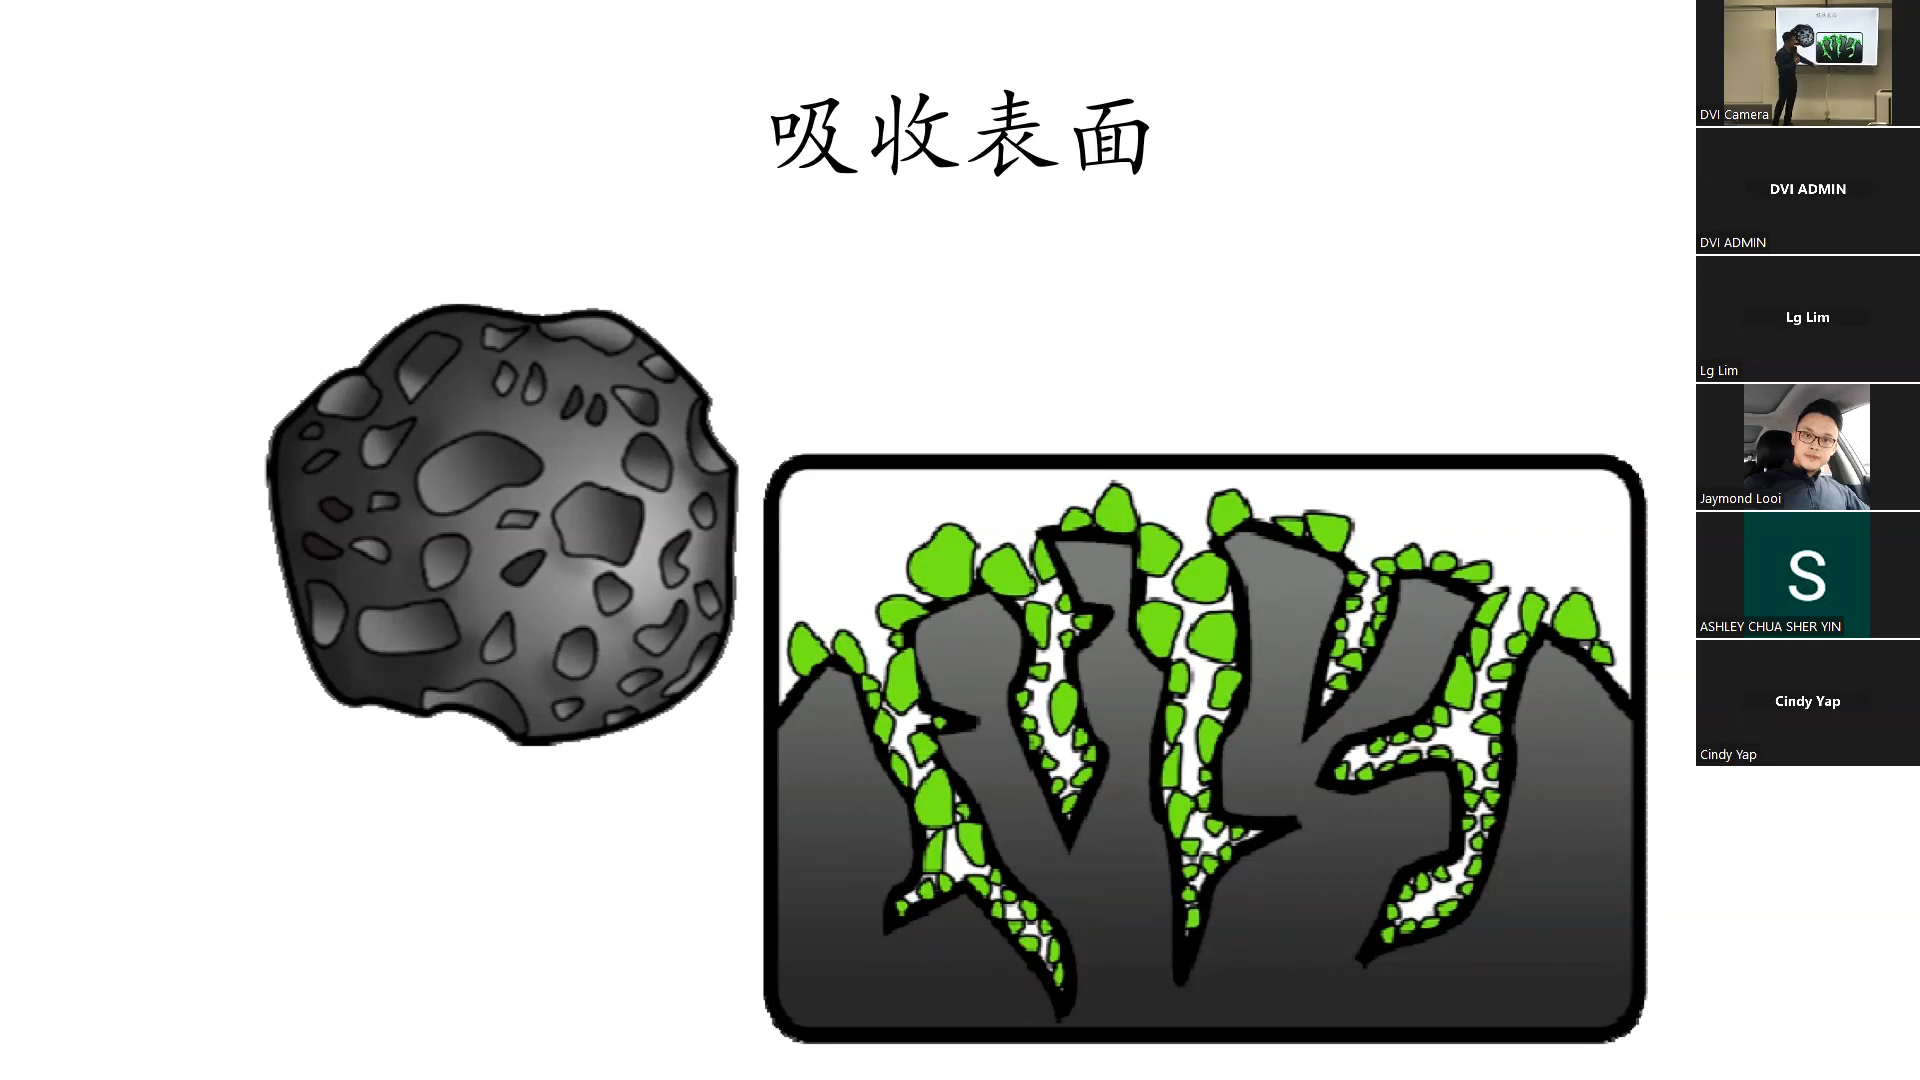 吸收表面
DVI Camera
DVI ADMIN
DVI ADMIN
Lg Lim
Lg Lim
Jaymond Looi
S
ASHLEY CHUA SHER YIN
Cindy Yap
Cindy Yap